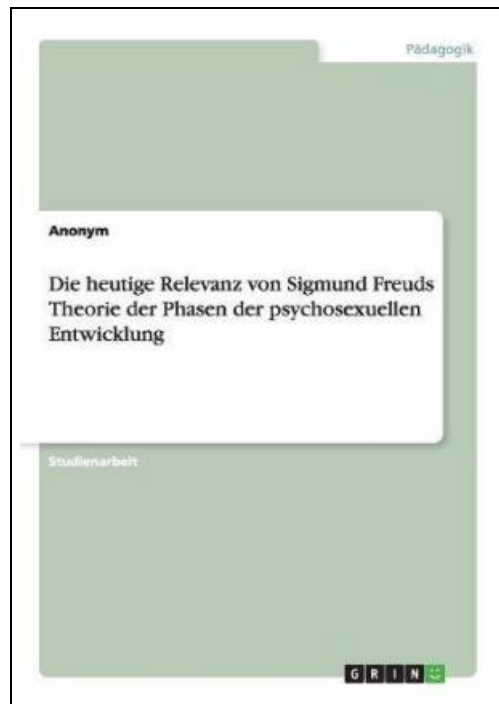 Pädagogik
Anonym
Die heutige Relevanz von Sigmund Freuds
Theorie der Phasen der psychosexuellen
Entwicklung
Studienarbeit
GRIN